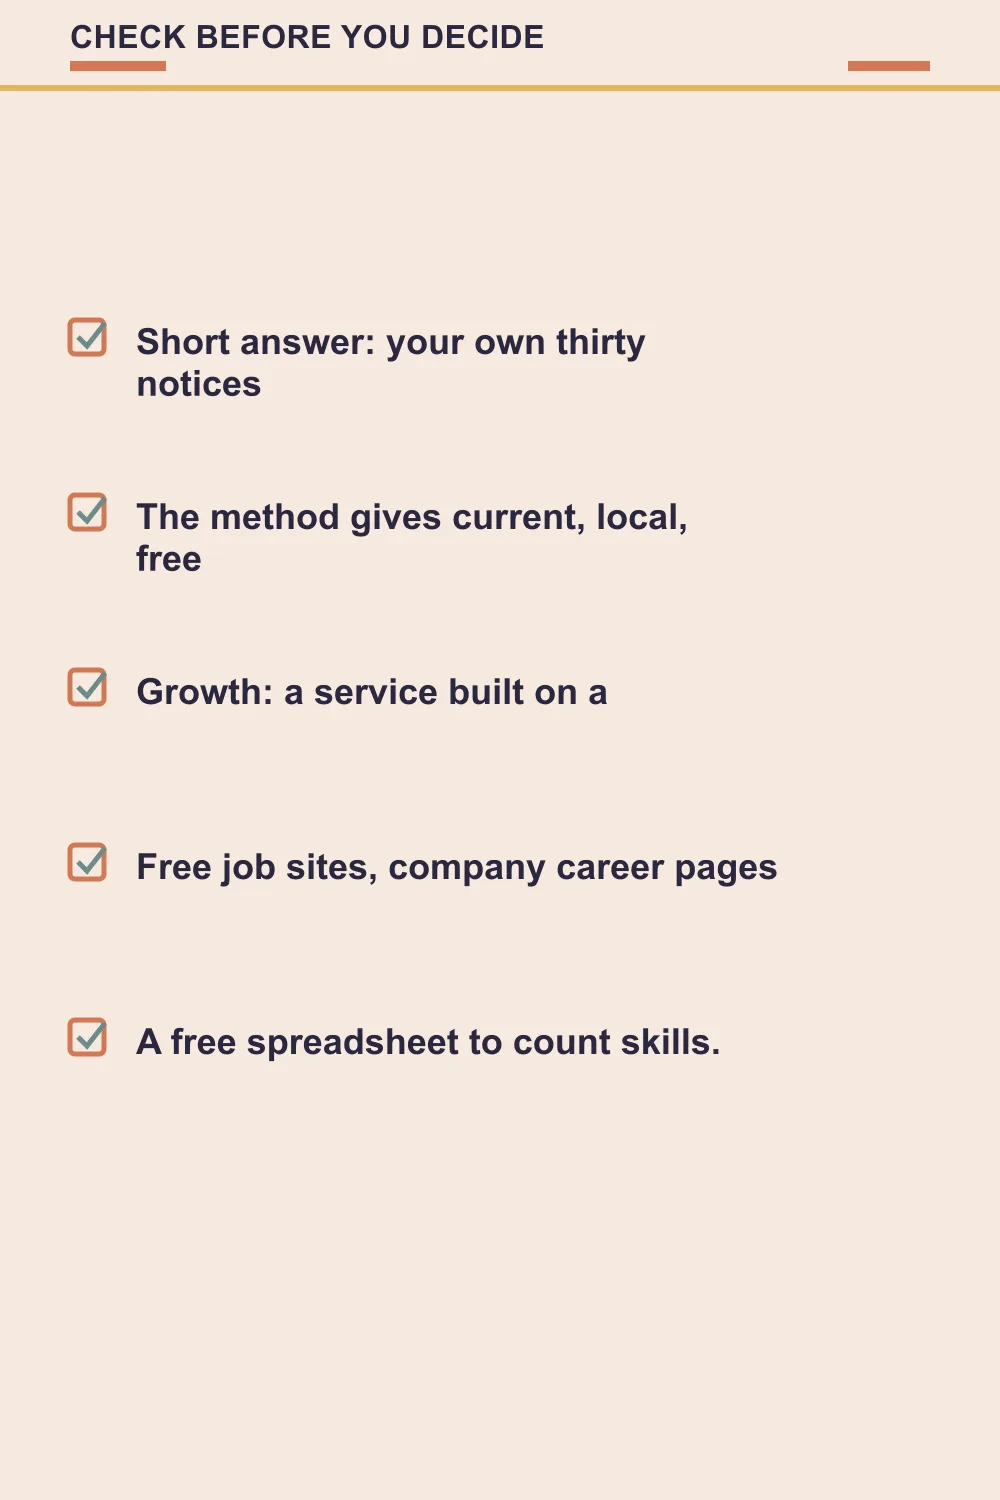 CHECK BEFORE YOU DECIDE
Short answer: your own thirty
notices
The method gives current, local,
free
Growth: a service built on a
Free job sites, company career pages
A free spreadsheet to count skills.